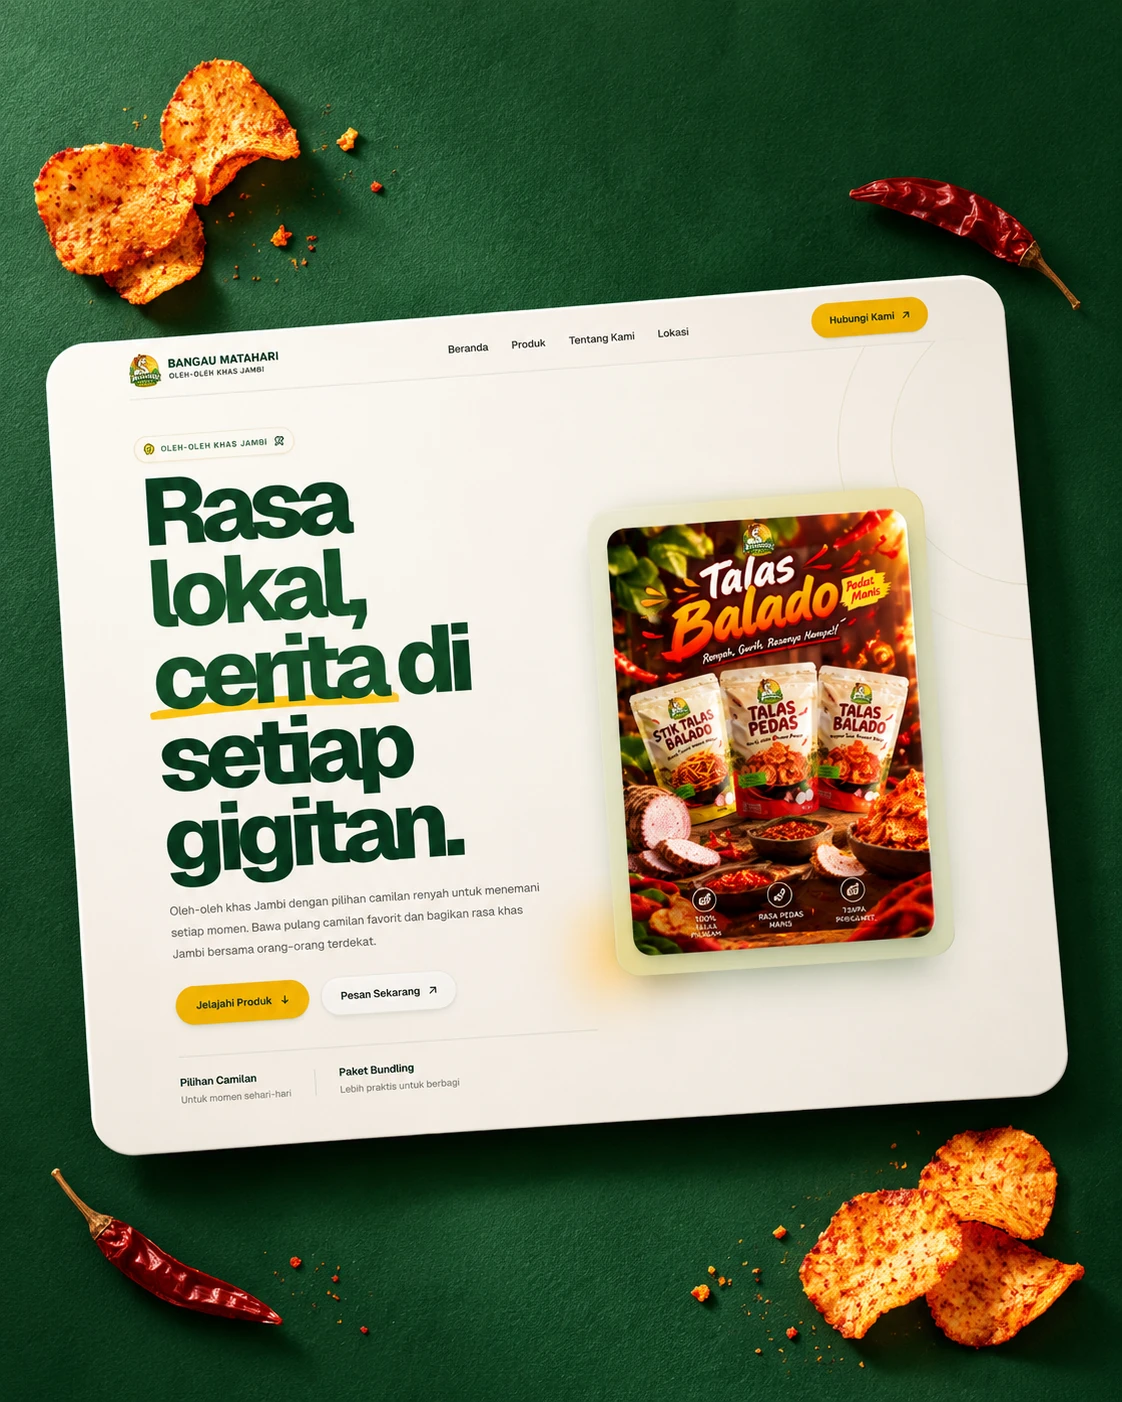 BANGAU MATAHARI
OLEH-OLEH KHAS JAMBI
Beranda
Produk
Tentang Kami
Lokasi
Hubungi Kami
OLEH-OLEH KHAS JAMBI
Rasa
lokal,
cerita di
setiap
gigitan.
Oleh-oleh khas Jambi dengan pilihan camilan renyah untuk menemani
setiap momen. Bawa pulang camilan favorit dan bagikan rasa khas
Jambi bersama orang-orang terdekat.
Jelajahi Produk
Pesan Sekarang
Pilihan Camilan
Untuk momen sehari-hari
Paket Bundling
Lebih praktis untuk berbagi
Talas
Balado
Pedas
Manis
STIK TALAS
BALADO
TALAS
PEDAS
TALAS
BALADO
100%
RASA PEDAS
MANIS